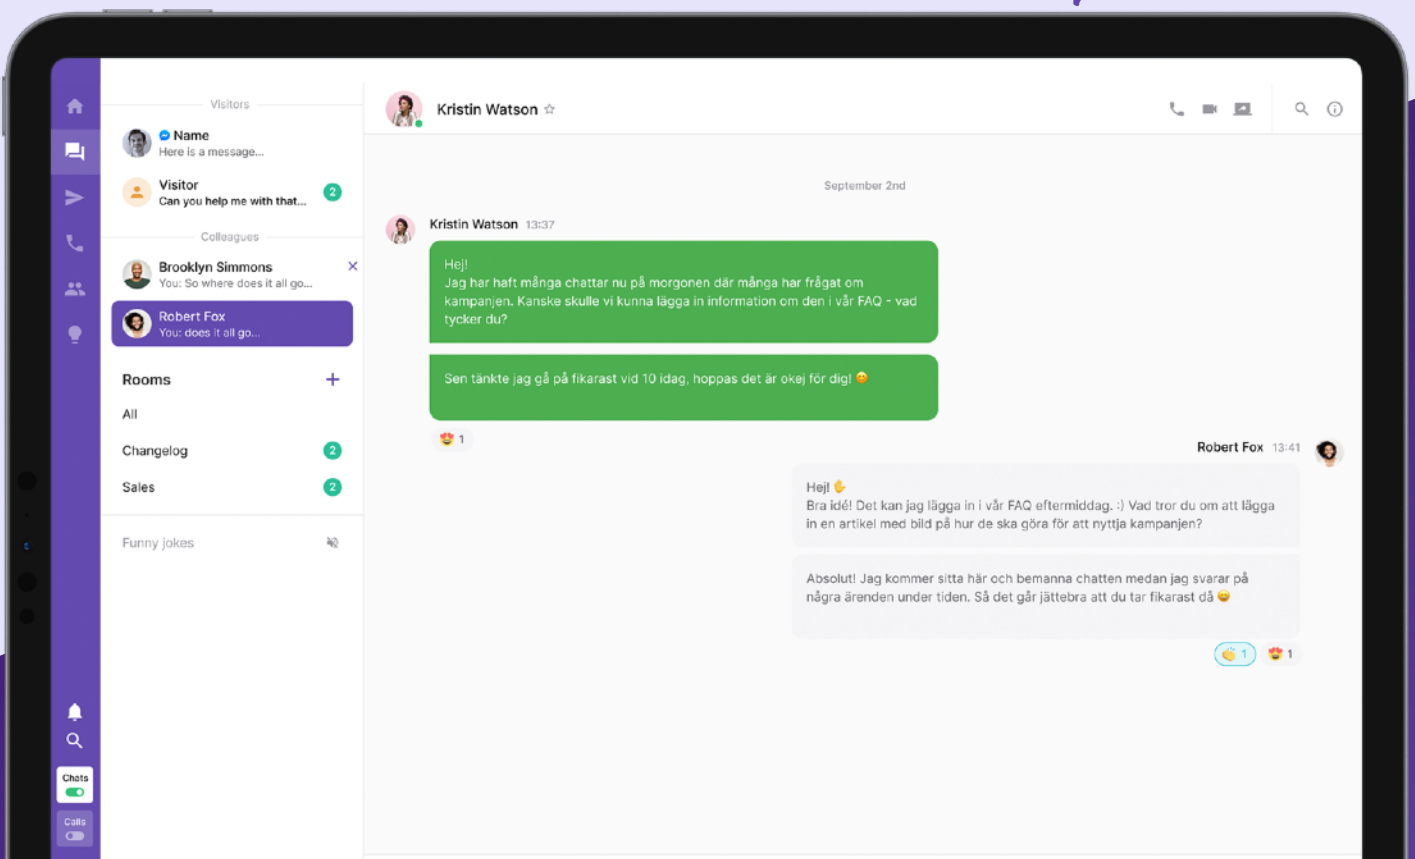 Visitors
Name
Here is a message...
Visitor
Can you help me with that...
2
Colleagues
Brooklyn Simmons
You: So where does it all go...
Robert Fox
You: does it all go...
Rooms
All
Changelog
2
Sales
2
Funny jokes
Chats
Calls
Kristin Watson
September 2nd
Kristin Watson 13:37
Hej!
Jag har haft många chattar nu på morgonen där många har frågat om
kampanjen. Kanske skulle vi kunna lägga in information om den i vår FAQ - vad
tycker du?
Sen tänkte jag gå på fikarast vid 10 idag, hoppas det är okej för dig! 😄
😍 1
Robert Fox 13:41
Hej! ✋
Bra idé! Det kan jag lägga in i vår FAQ eftermiddag. :) Vad tror du om att lägga
in en artikel med bild på hur de ska göra för att nyttja kampanjen?
Absolut! Jag kommer sitta här och bemanna chatten medan jag svarar på
några ärenden under tiden. Så det går jättebra att du tar fikarast då 😄
👏 1 😍 1